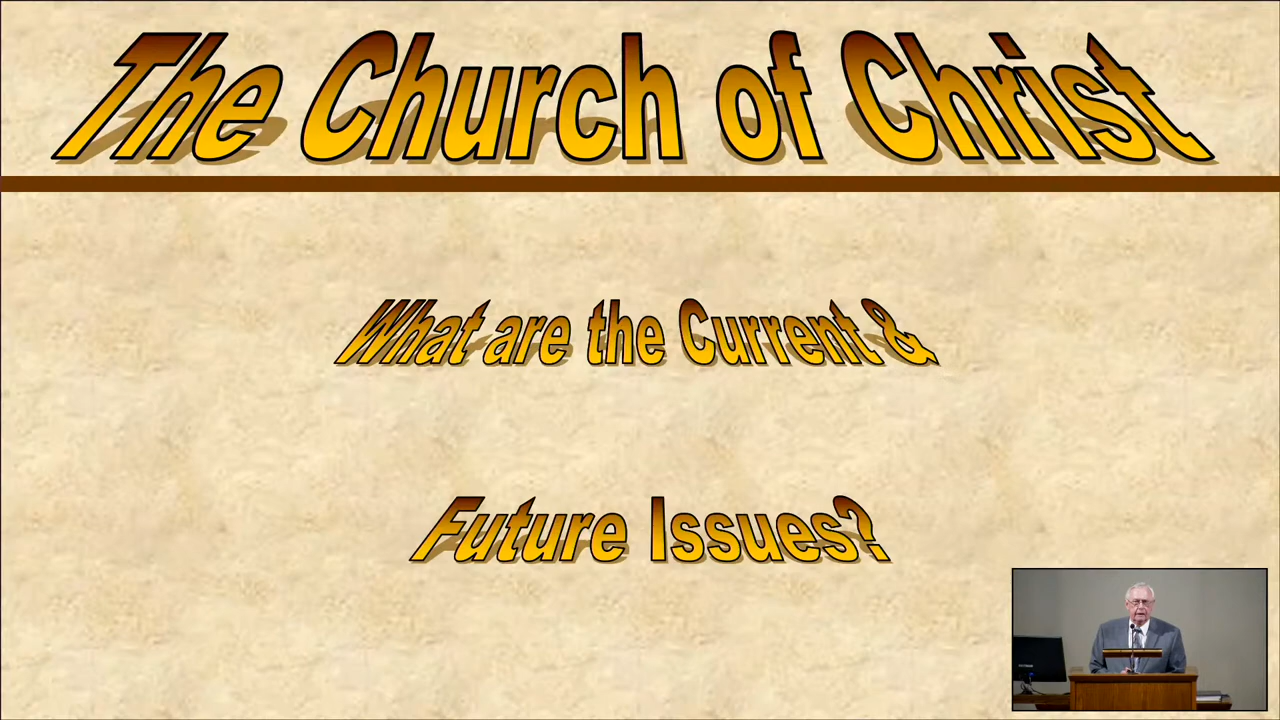 The Church of Christ
What are the Current &
Future Issues?